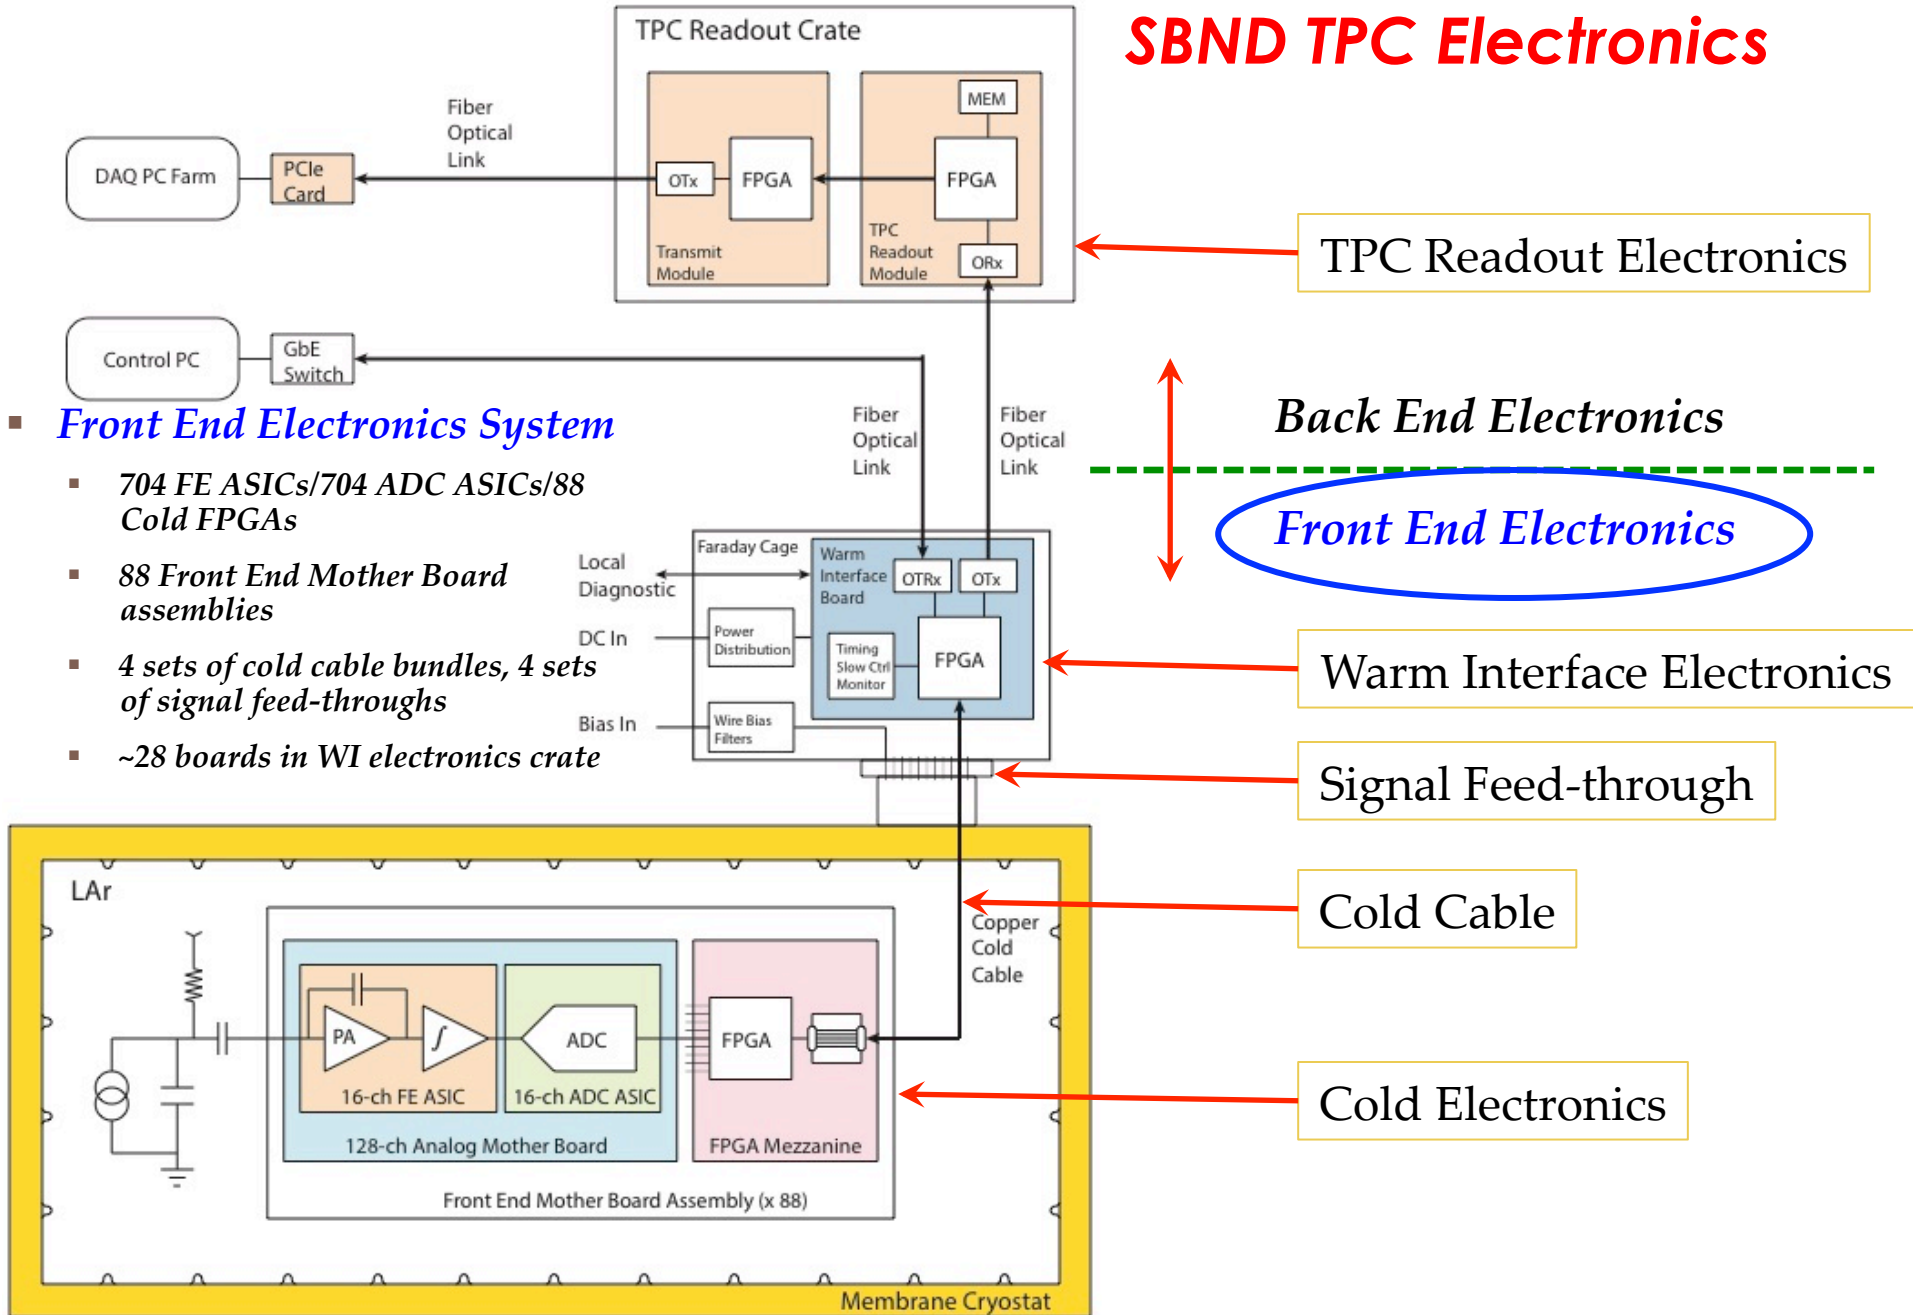 SBND TPC Electronics
TPC Readout Crate
MEM
Fiber
Optical
Link
DAQ PC Farm
PCIe
Card
OTx
FPGA
FPGA
Transmit
Module
TPC
Readout
Module
ORx
TPC Readout Electronics
Control PC
GbE
Switch
▪ Front End Electronics System
▪ 704 FE ASICs/704 ADC ASICs/88
Cold FPGAs
▪ 88 Front End Mother Board
assemblies
▪ 4 sets of cold cable bundles, 4 sets
of signal feed-throughs
▪ ~28 boards in WI electronics crate
Fiber
Optical
Link
Fiber
Optical
Link
Back End Electronics
Front End Electronics
Faraday Cage
Warm
Interface
Board
OTRx
OTx
Local
Diagnostic
DC In
Power
Distribution
Timing
Slow Ctrl
Monitor
FPGA
Bias In
Wire Bias
Filters
Warm Interface Electronics
Signal Feed-through
LAr
Cold Cable
Copper
Cold
Cable
PA
∫
ADC
FPGA
16-ch FE ASIC
16-ch ADC ASIC
128-ch Analog Mother Board
FPGA Mezzanine
Cold Electronics
Front End Mother Board Assembly (x 88)
Membrane Cryostat